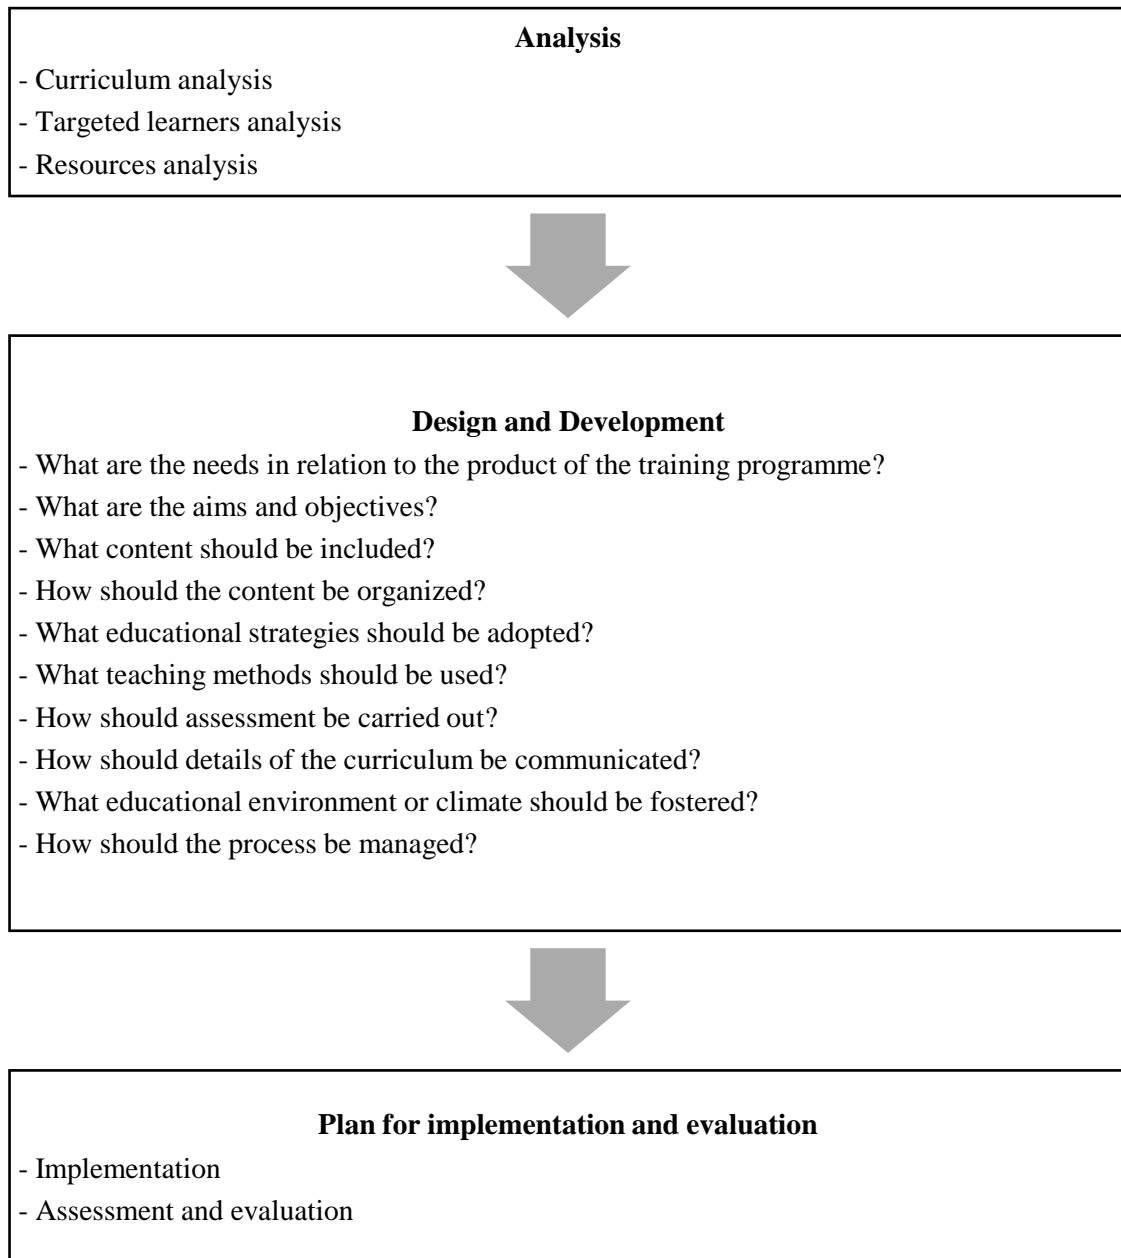 Analysis
- Curriculum analysis
- Targeted learners analysis
- Resources analysis
Design and Development
- What are the needs in relation to the product of the training programme?
- What are the aims and objectives?
- What content should be included?
- How should the content be organized?
- What educational strategies should be adopted?
- What teaching methods should be used?
- How should assessment be carried out?
- How should details of the curriculum be communicated?
- What educational environment or climate should be fostered?
- How should the process be managed?
Plan for implementation and evaluation
- Implementation
- Assessment and evaluation